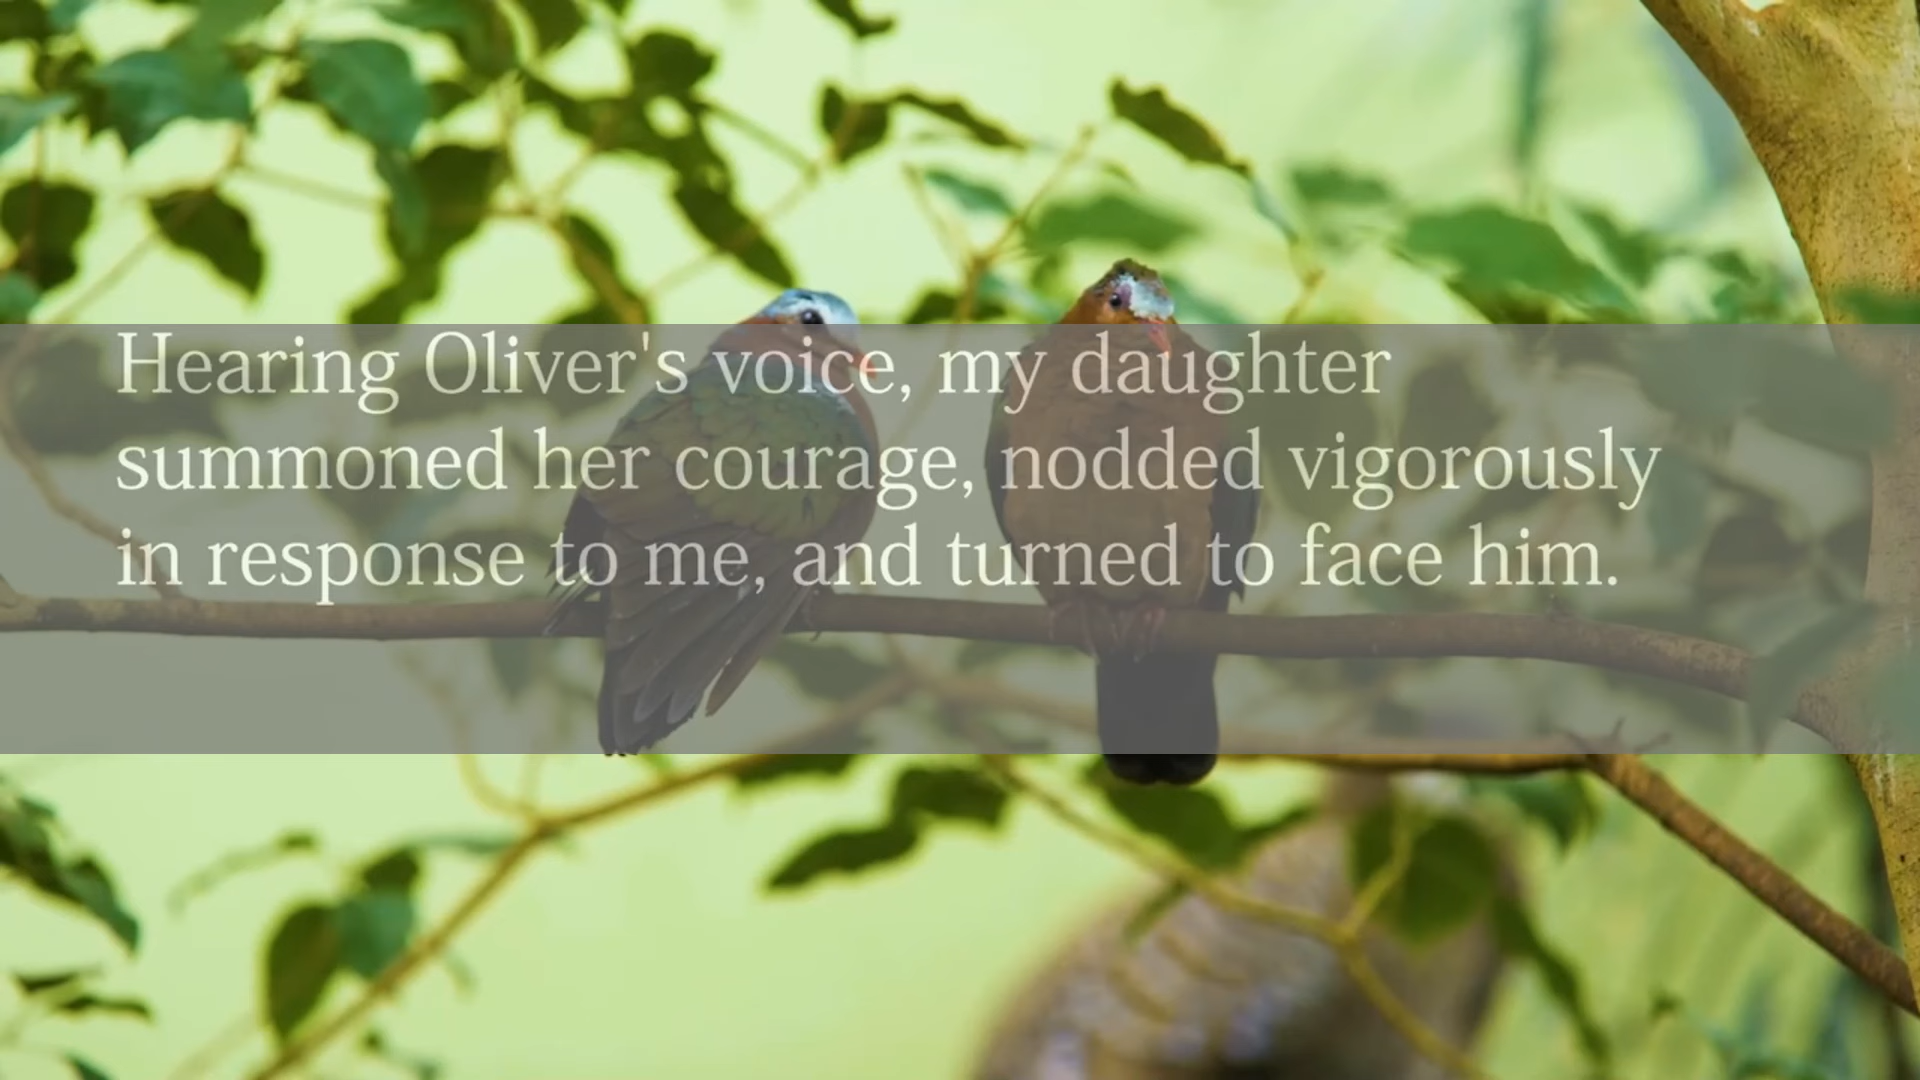 Hearing Oliver's voice, my daughter
summoned her courage, nodded vigorously
in response to me, and turned to face him.